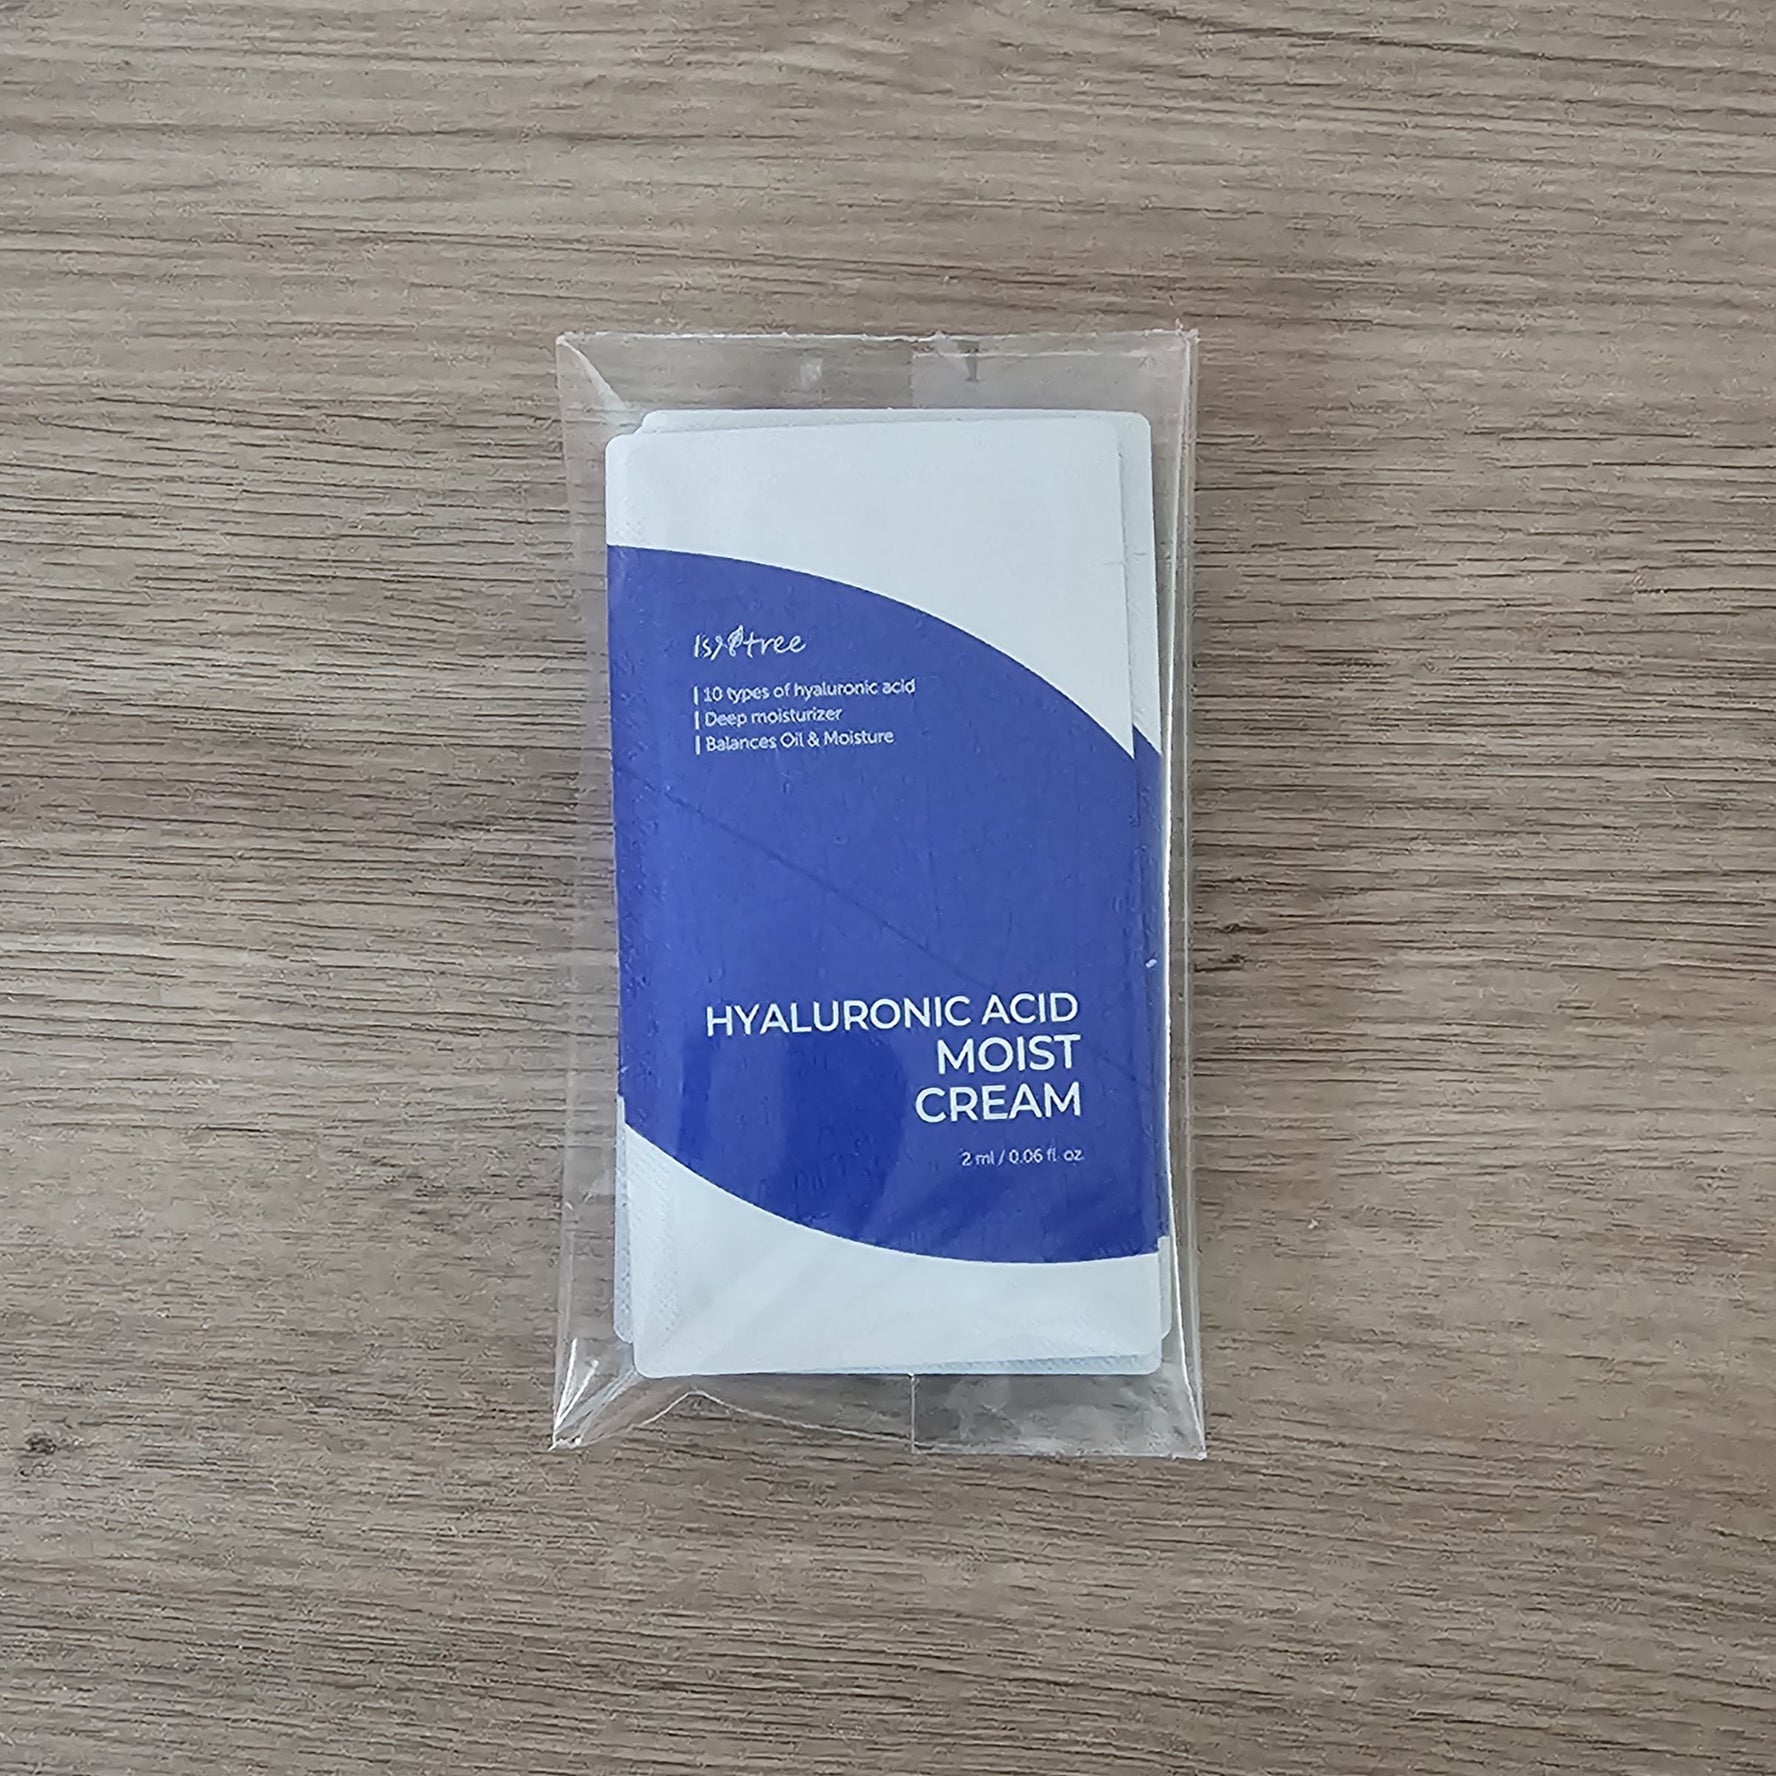 Isntree
| 10 types of hyaluronic acid
| Deep moisturizer
| Balances Oil & Moisture
HYALURONIC ACID
MOIST
CREAM
2 ml / 0.06 fl. oz.